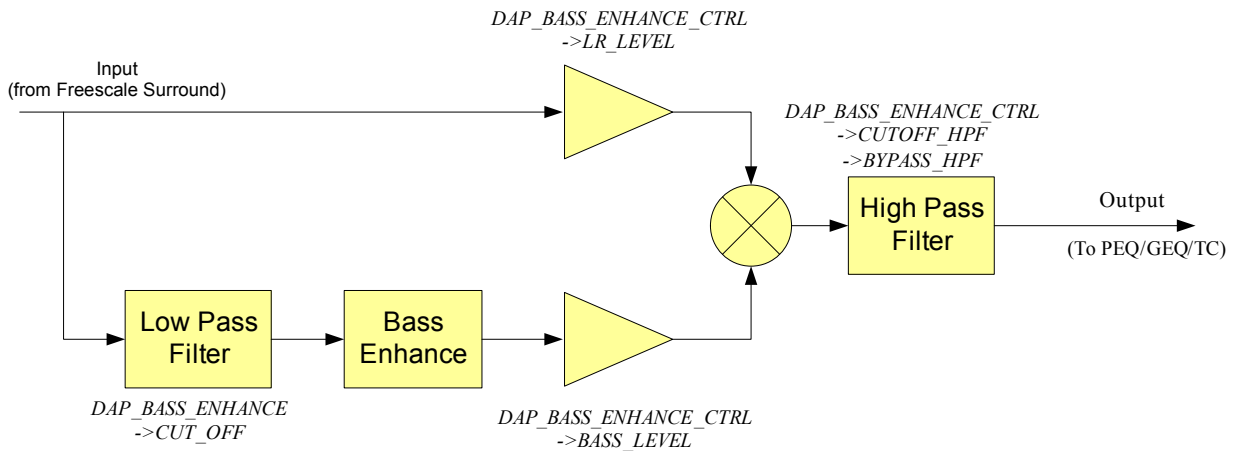 DAP_BASS_ENHANCE_CTRL
->LR_LEVEL
Input
(from Freescale Surround)
DAP_BASS_ENHANCE_CTRL
->CUTOFF_HPF
->BYPASS_HPF
High Pass
Filter
Output
(To PEQ/GEQ/TC)
Low Pass
Filter
Bass
Enhance
DAP_BASS_ENHANCE
->CUT_OFF
DAP_BASS_ENHANCE_CTRL
->BASS_LEVEL